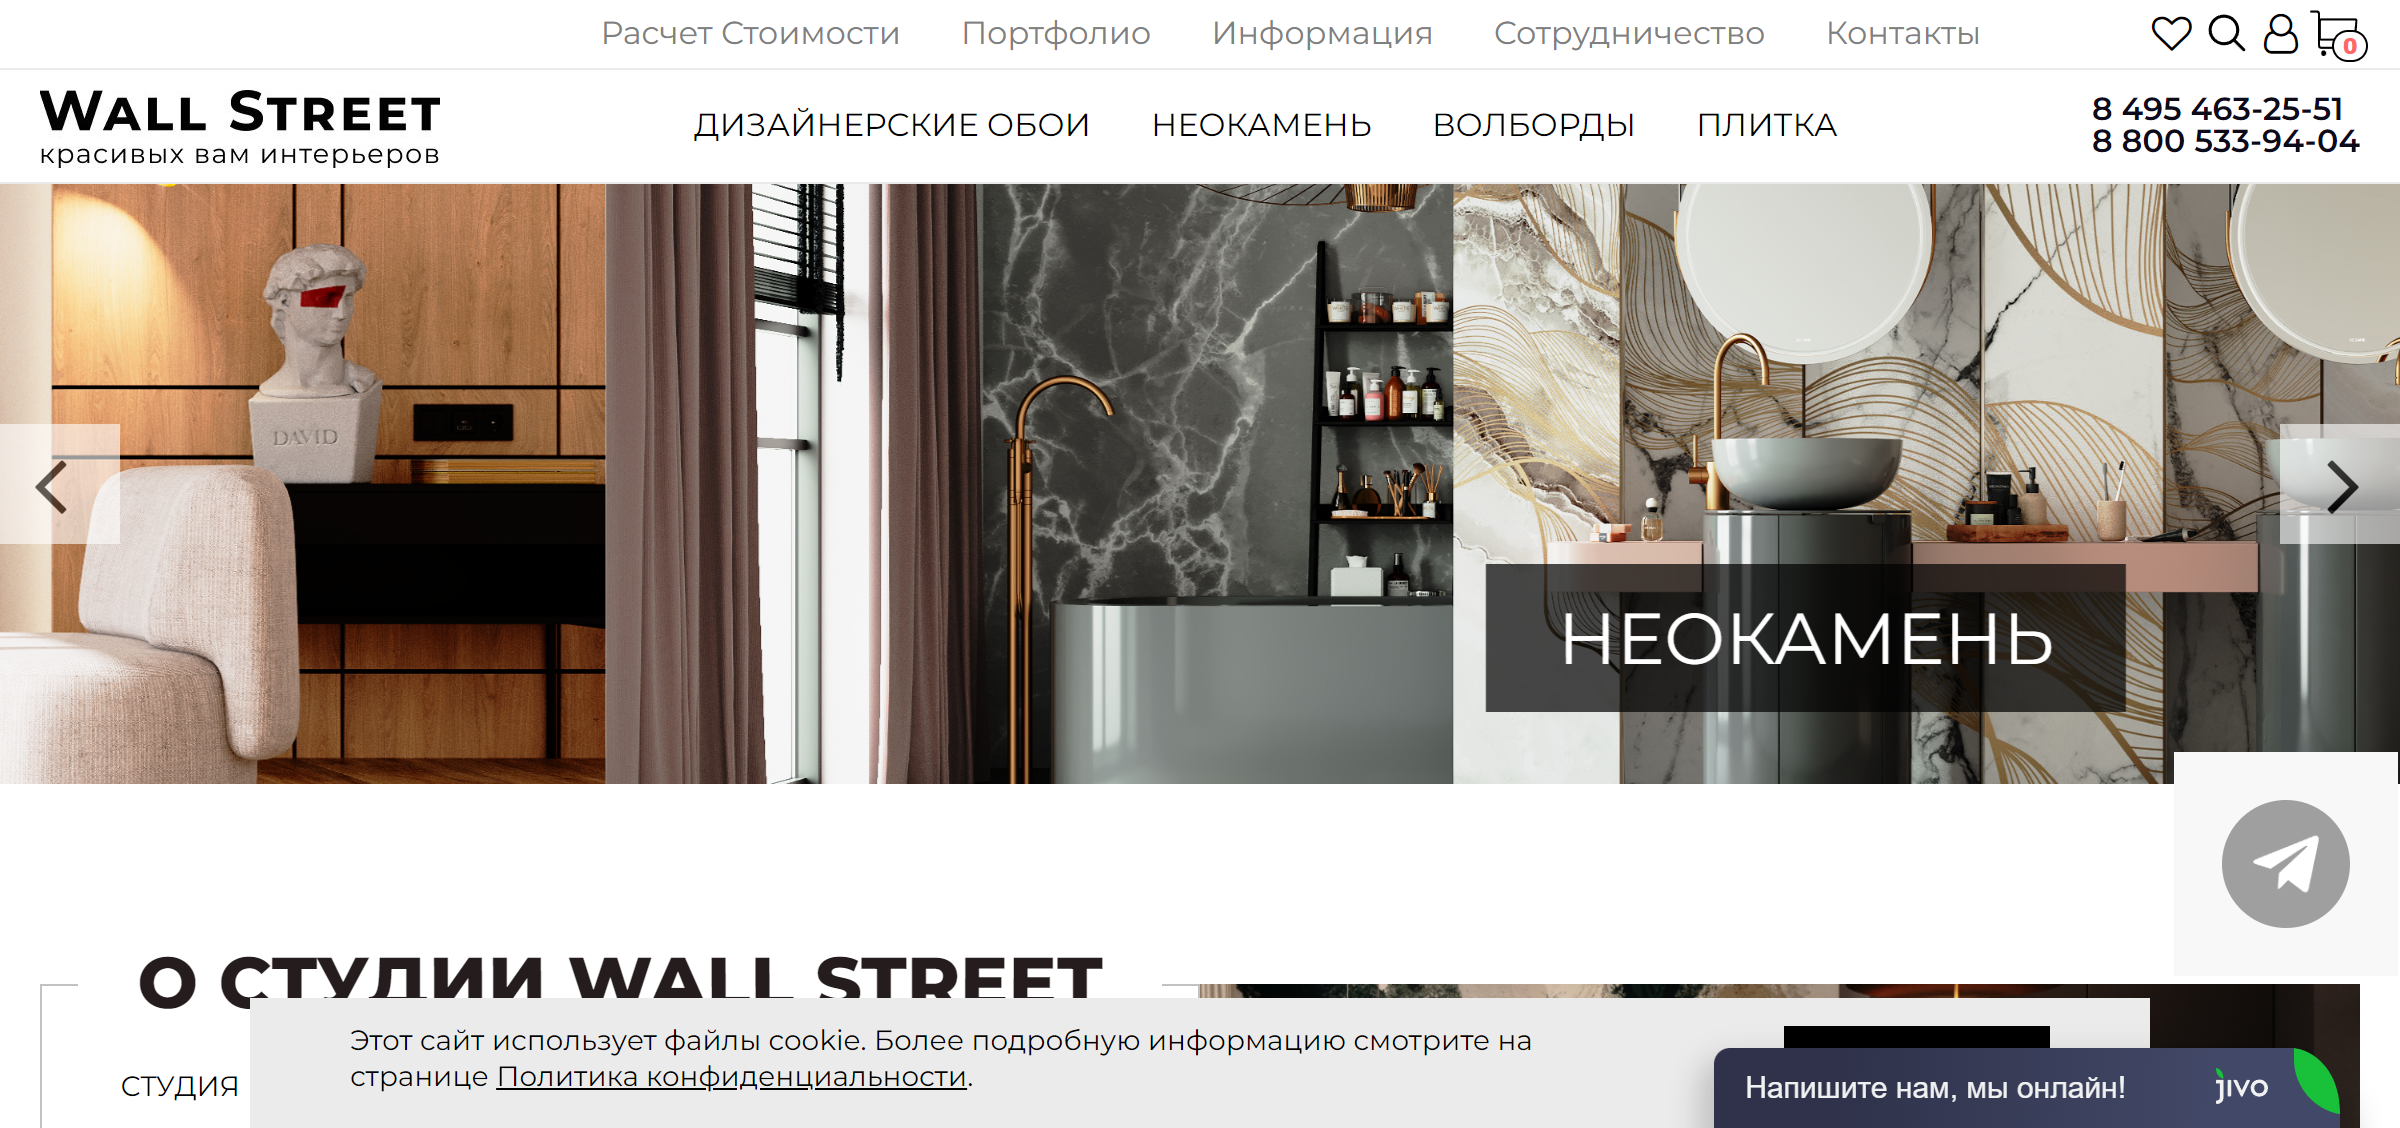 Расчет Стоимости Портфолио Информация Сотрудничество Контакты
0
WALL STREET
красивых вам интерьеров
ДИЗАЙНЕРСКИЕ ОБОИ НЕОКАМЕНЬ ВОЛБОРДЫ ПЛИТКА
8 495 463-25-51
8 800 533-94-04
DAVID
НЕОКАМЕНЬ
О СТУДИИ WALL STREET
СТУДИЯ
Этот сайт использует файлы cookie. Более подробную информацию смотрите на
странице Политика конфиденциальности.
Напишите нам, мы онлайн!
jivo